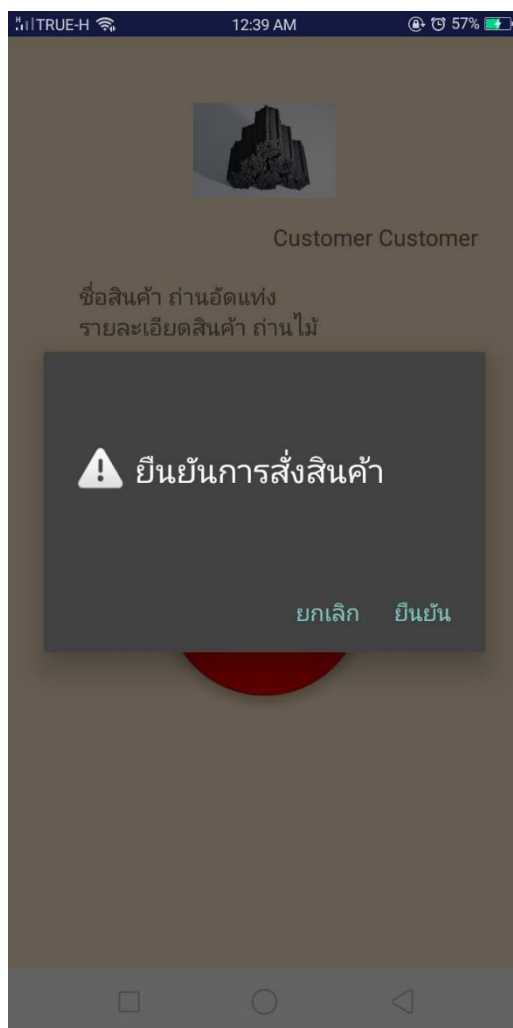 TRUE-H 12:39 AM 57%
Customer Customer
ชื่อสินค้า ถ่านอัดแท่ง
รายละเอียดสินค้า ถ่านไม้
ยืนยันการสั่งสินค้า
ยกเลิก ยืนยัน